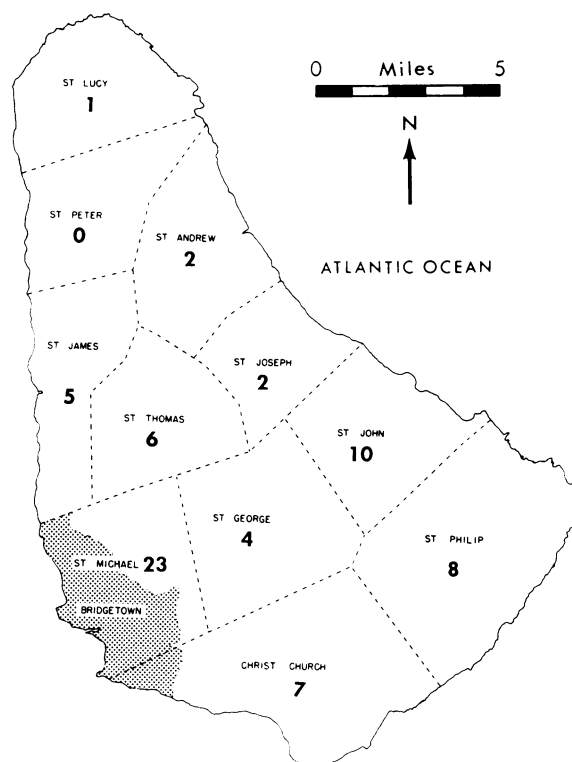 0 Miles 5
N
ATLANTIC OCEAN
ST LUCY
1
ST PETER
0
ST ANDREW
2
ST JAMES
5
ST JOSEPH
2
ST THOMAS
6
ST JOHN
10
ST GEORGE
4
ST PHILIP
8
ST MICHAEL 23
BRIDGETOWN
CHRIST CHURCH
7